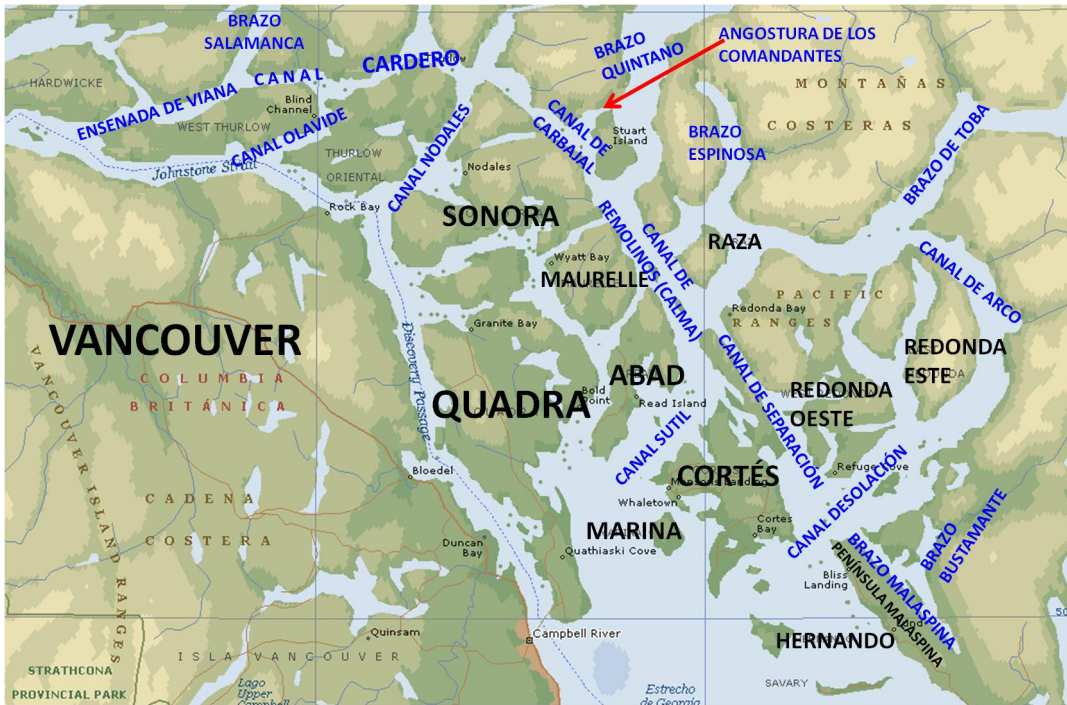 BRAZO
SALAMANCA
CANAL
CARDERO
BRAZO
QUINTANO
ANGOSTURA DE LOS
COMANDANTES
HARDWICKE
ENSENADA DE VIANA
Blind
Channel
WEST THURLOW
CANAL OLAVIDE
THURLOW
ORIENTAL
CANAL NODALES
CANAL DE
CARBAJAL
Stuart
Island
BRAZO
ESPINOSA
MONTAÑAS
COSTERAS
BRAZO DE TOBA
Johnstone Strait
Nodales
Rock Bay
SONORA
Wyatt Bay
MAURELLE
CANAL DE
REMOLINOS (CALMA)
RAZA
CANAL DE ARCO
PACIFIC
RANGES
Redonda Bay
VANCOUVER
Granite Bay
Discovery Passage
COLUMBIA
BRITÁNICA
VANCOUVER ISLAND RANGES
QUADRA
Bold
Point
ABAD
Read Island
CANAL SUTIL
CANAL DE SEPARACIÓN
REDONDA
OESTE
REDONDA
ESTE
Bloedel
CORTÉS
Mansons Landing
Whaletown
Refuge Cove
CANAL DESOLACIÓN
CADENA
COSTERA
MARINA
Cortes
Bay
Duncan
Bay
Quathiaski Cove
BRAZO MALASPINA
PENÍNSULA MALASPINA
BRAZO
BUSTAMANTE
Bliss
Landing
Quinsam
Campbell River
HERNANDO
50
ISLA VANCOUVER
STRATHCONA
PROVINCIAL PARK
Lago
Upper
Campbell
Estrecho
de Georgia
SAVARY